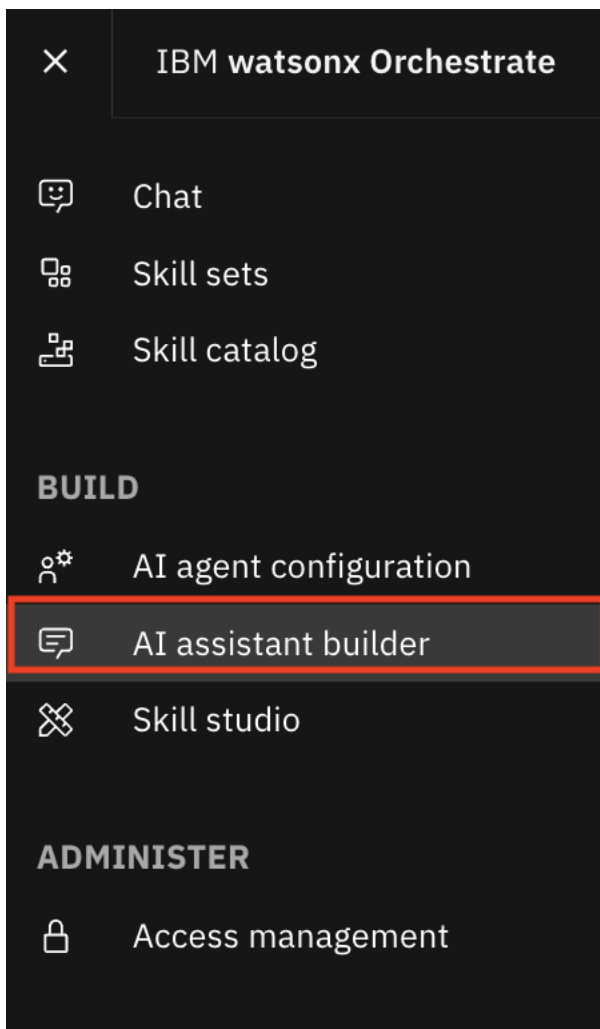 IBM watsonx Orchestrate
Chat
Skill sets
Skill catalog
BUILD
AI agent configuration
AI assistant builder
Skill studio
ADMINISTER
Access management